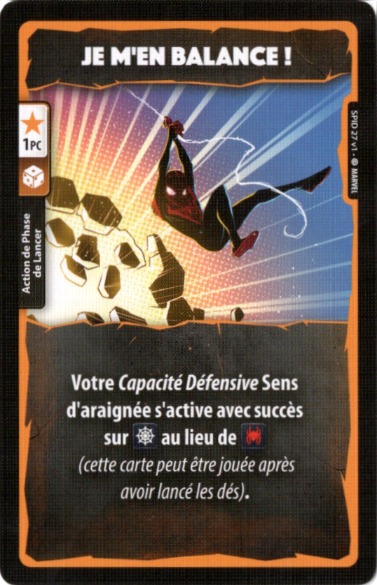 JE M'EN BALANCE !
1PC
Action de Phase
de Lancer
SPID 27 v1 • © MARVEL
Votre Capacité Défensive Sens
d'araignée s'active avec succès
sur au lieu de
(cette carte peut être jouée après
avoir lancé les dés).